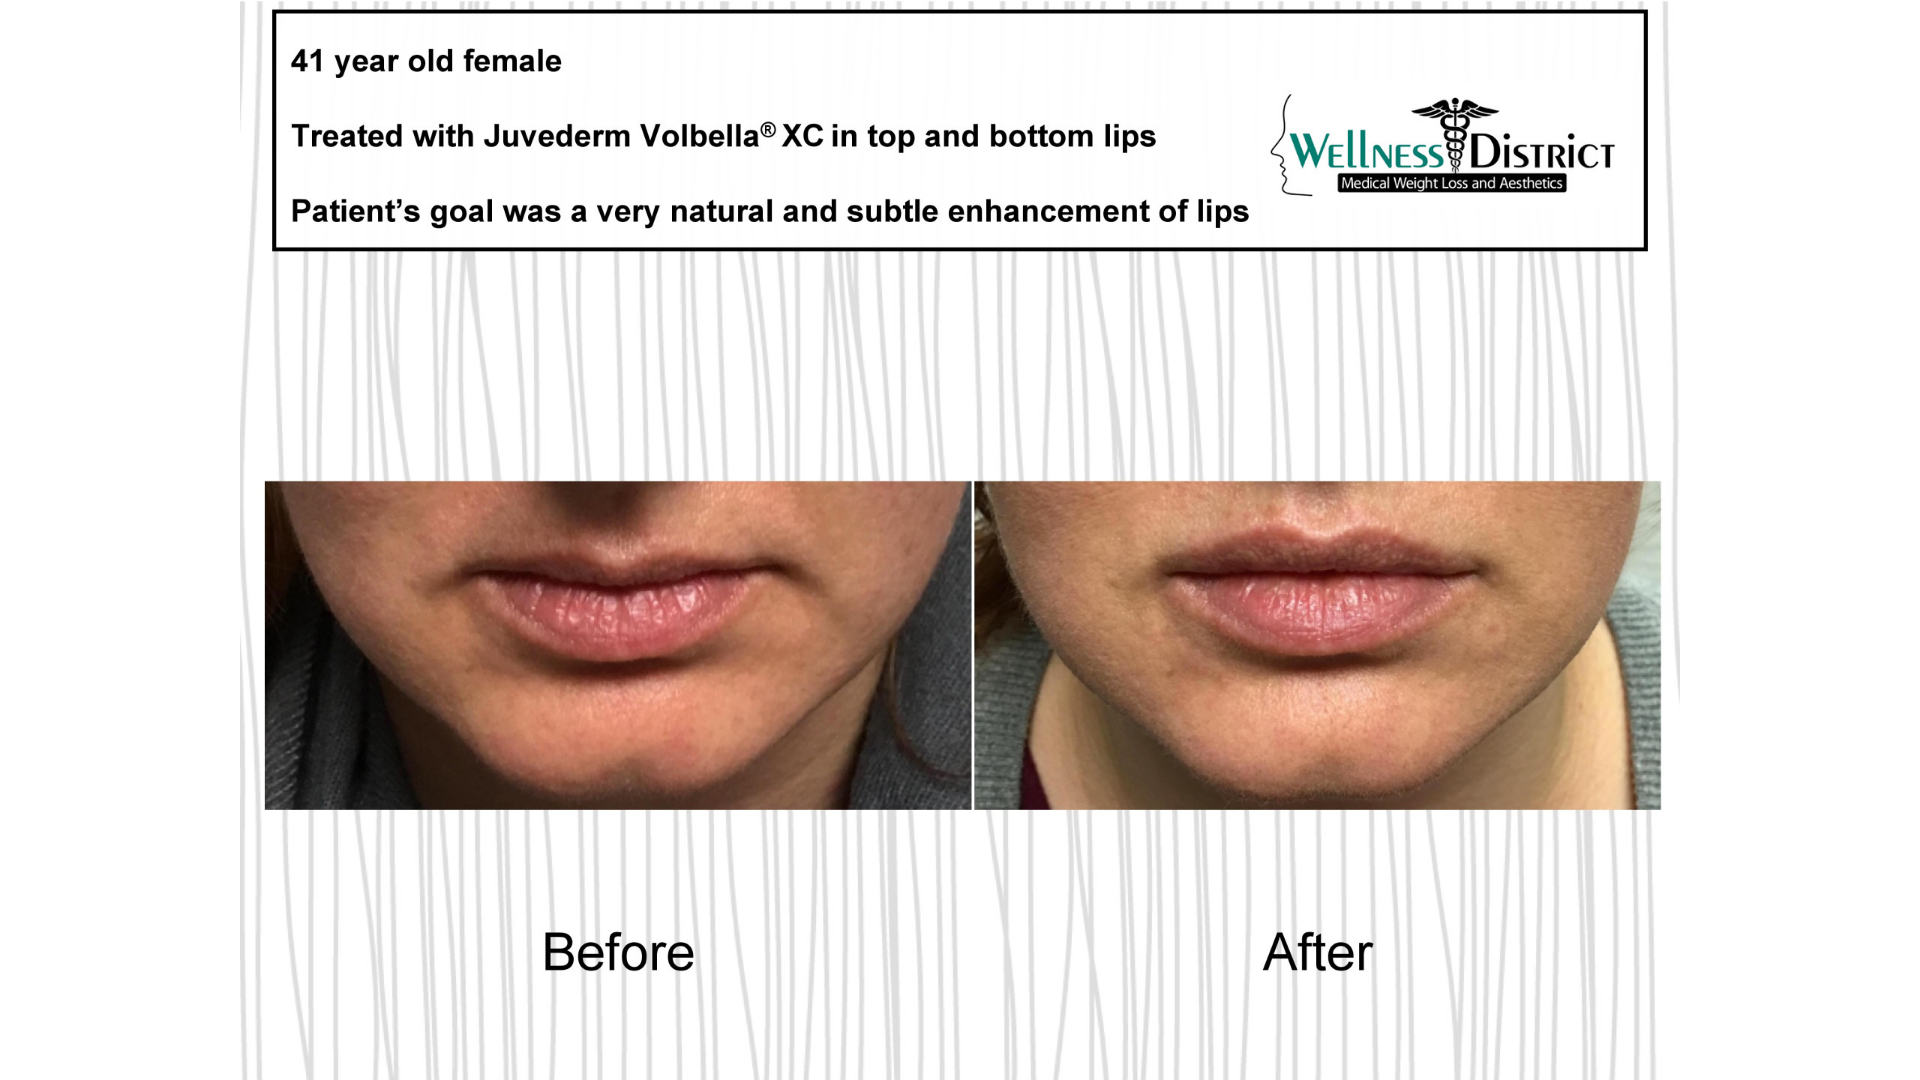 41 year old female
Treated with Juvederm Volbella® XC in top and bottom lips
Patient’s goal was a very natural and subtle enhancement of lips
WELLNESS DISTRICT
Medical Weight Loss and Aesthetics
Before
After